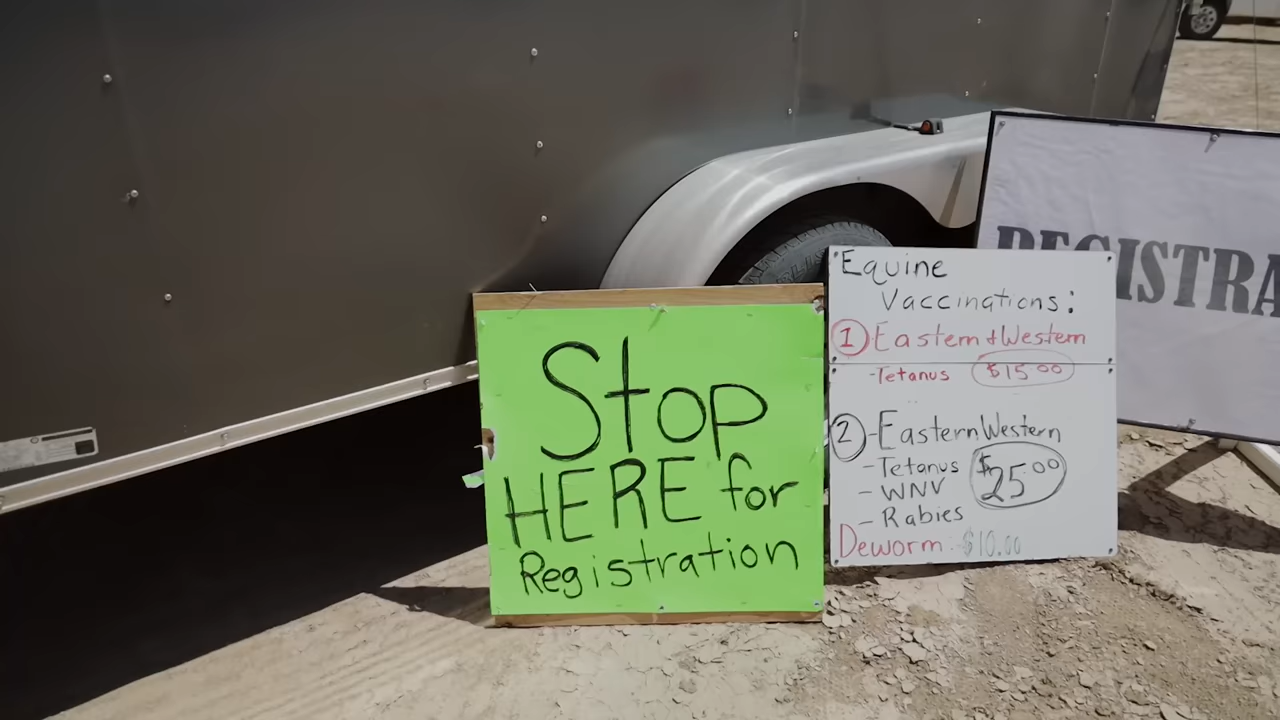 Stop
HERE for
Registration
Equine
Vaccinations:
1 Eastern & Western
-Tetanus $15.00
2 -Eastern Western
-Tetanus
$25.00
-WNV
-Rabies
Deworm $10.00
REGISTRA